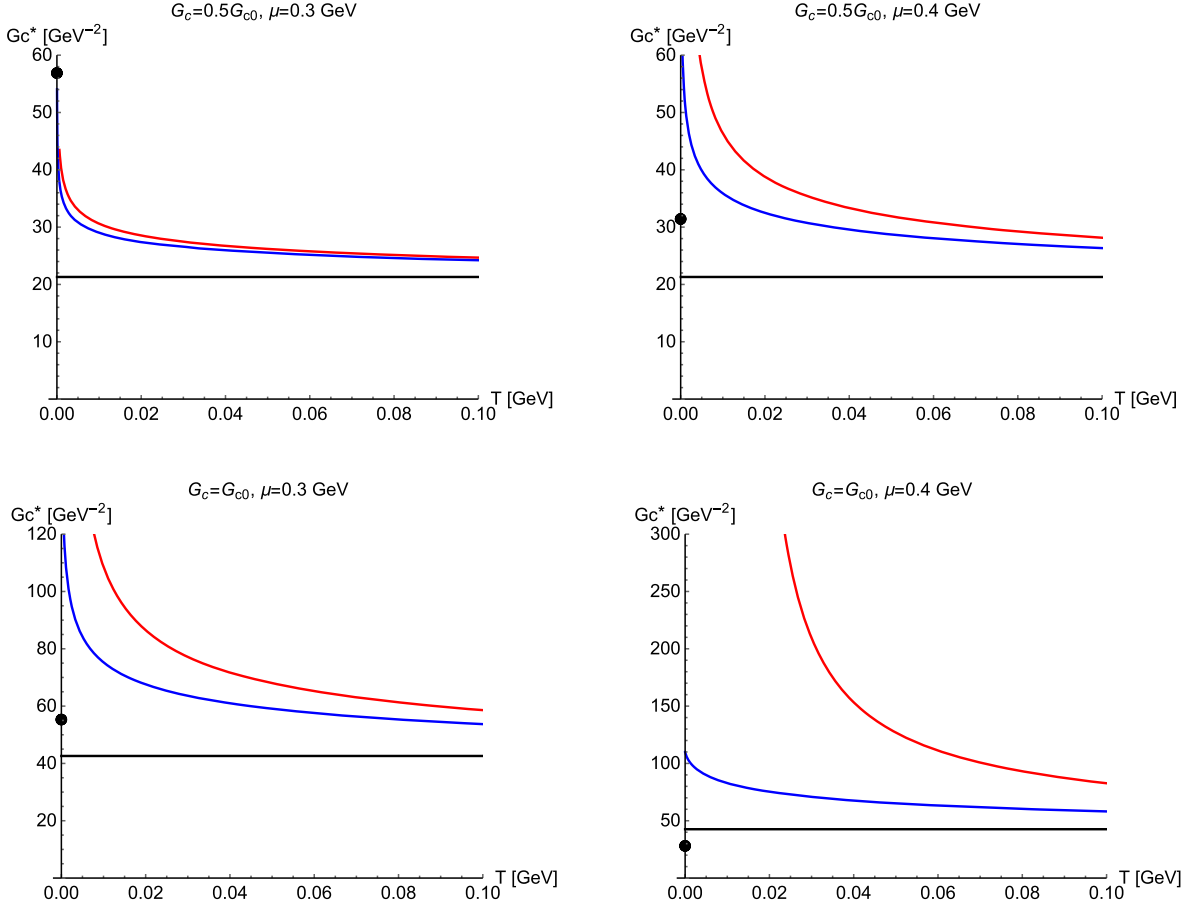 G_c=0.5G_c0, μ=0.3 GeV
Gc* [GeV⁻²]
60
50
40
30
20
10
0.00 0.02 0.04 0.06 0.08 0.10
T [GeV]
G_c=0.5G_c0, μ=0.4 GeV
Gc* [GeV⁻²]
60
50
40
30
20
10
0.00 0.02 0.04 0.06 0.08 0.10
T [GeV]
G_c=G_c0, μ=0.3 GeV
Gc* [GeV⁻²]
120
100
80
60
40
20
0.00 0.02 0.04 0.06 0.08 0.10
T [GeV]
G_c=G_c0, μ=0.4 GeV
Gc* [GeV⁻²]
300
250
200
150
100
50
0.00 0.02 0.04 0.06 0.08 0.10
T [GeV]